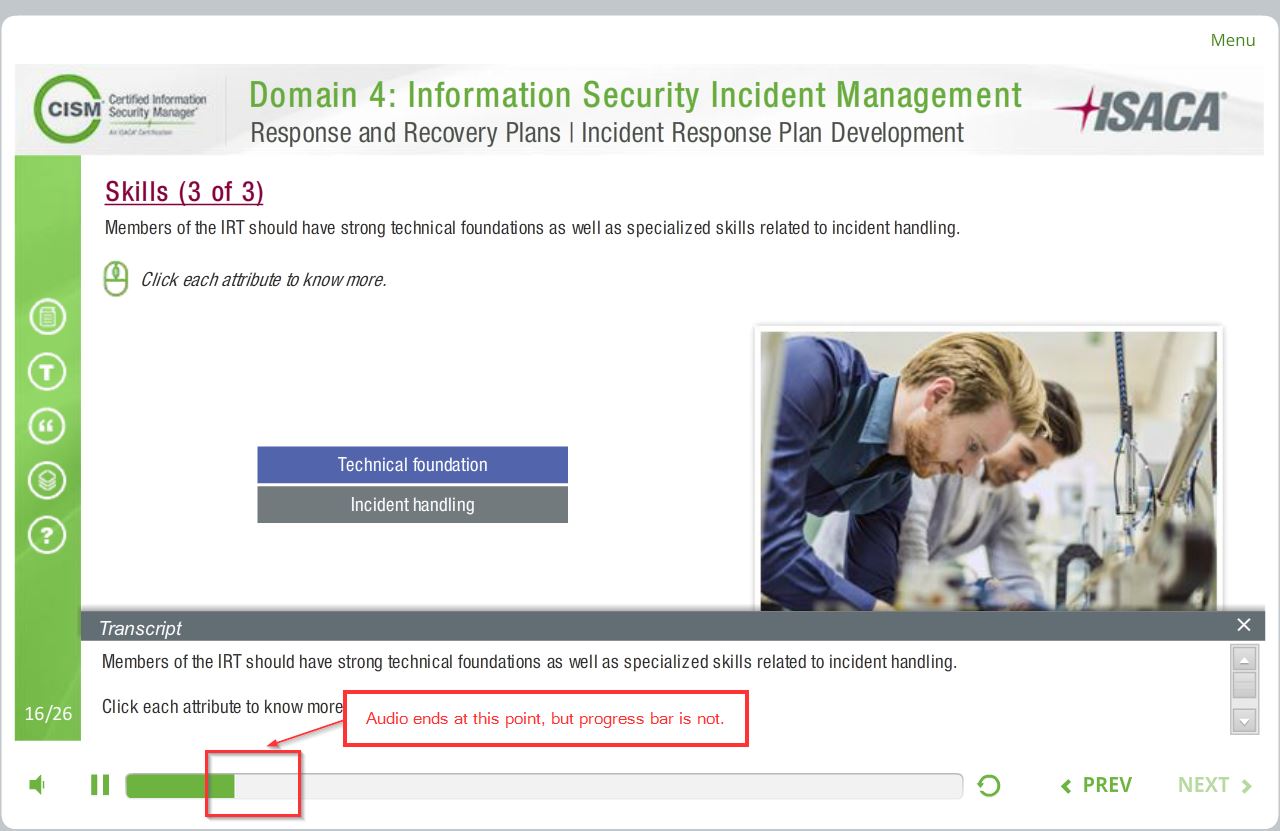 Menu
CISM
Certified Information
Security Manager®
An ISACA® Certification
Domain 4: Information Security Incident Management
Response and Recovery Plans | Incident Response Plan Development
ISACA®
Skills (3 of 3)
Members of the IRT should have strong technical foundations as well as specialized skills related to incident handling.
Click each attribute to know more.
T
“
?
Technical foundation
Incident handling
Transcript
Members of the IRT should have strong technical foundations as well as specialized skills related to incident handling.
Click each attribute to know more
Audio ends at this point, but progress bar is not.
16/26
PREV
NEXT